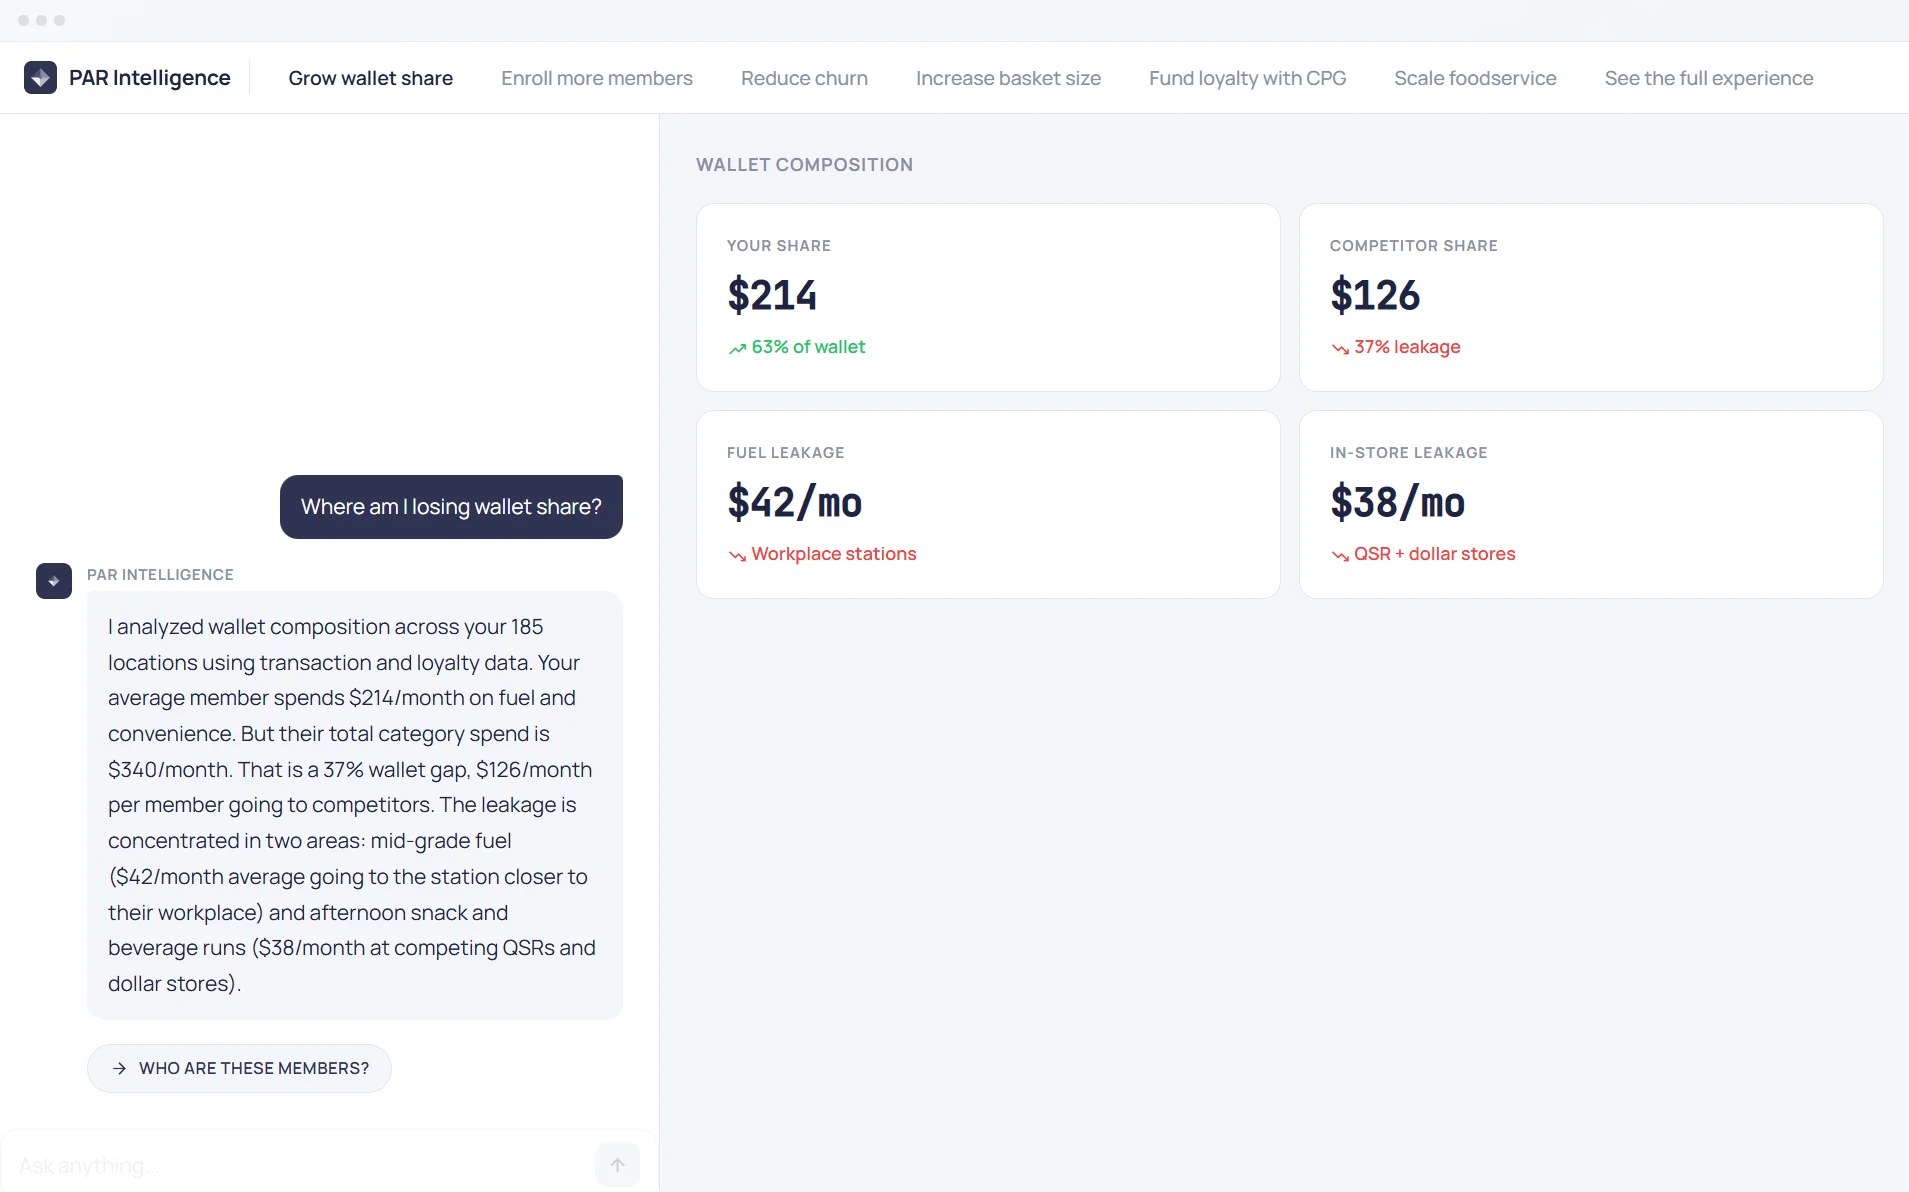 PAR Intelligence
Grow wallet share
Enroll more members
Reduce churn
Increase basket size
Fund loyalty with CPG
Scale foodservice
See the full experience
Where am I losing wallet share?
PAR INTELLIGENCE
I analyzed wallet composition across your 185
locations using transaction and loyalty data. Your
average member spends $214/month on fuel and
convenience. But their total category spend is
$340/month. That is a 37% wallet gap, $126/month
per member going to competitors. The leakage is
concentrated in two areas: mid-grade fuel
($42/month average going to the station closer to
their workplace) and afternoon snack and
beverage runs ($38/month at competing QSRs and
dollar stores).
WHO ARE THESE MEMBERS?
Ask anything...
WALLET COMPOSITION
YOUR SHARE
$214
63% of wallet
COMPETITOR SHARE
$126
37% leakage
FUEL LEAKAGE
$42/mo
Workplace stations
IN-STORE LEAKAGE
$38/mo
QSR + dollar stores